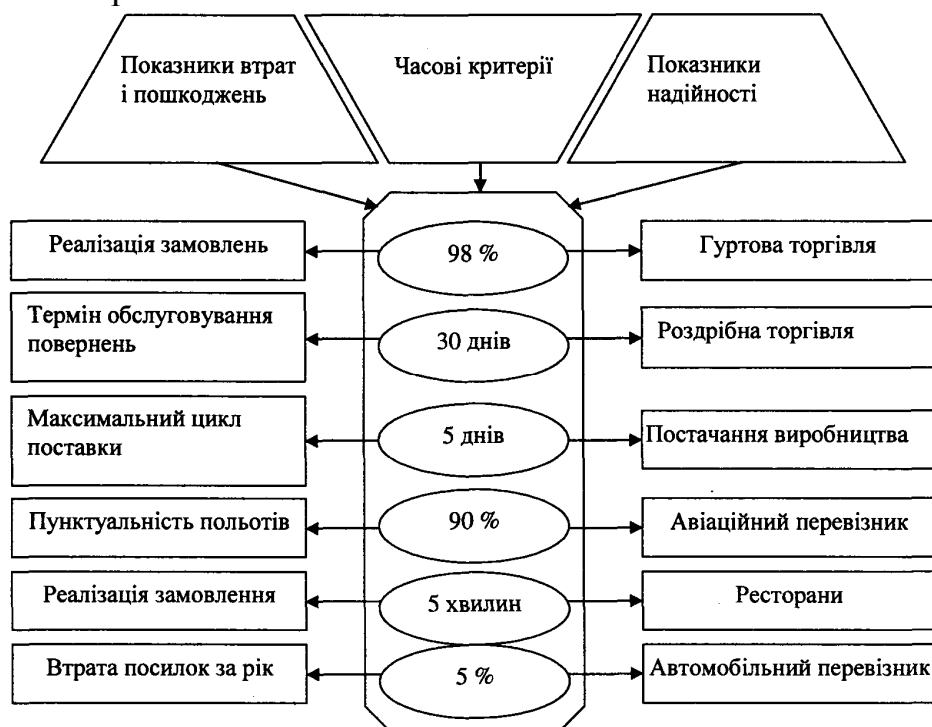 Показники втрат
і пошкоджень
Часові критерії
Показники
надійності
Реалізація замовлень
98 %
Гуртова торгівля
Термін обслуговування
повернень
30 днів
Роздрібна торгівля
Максимальний цикл
поставки
5 днів
Постачання виробництва
Пунктуальність польотів
90 %
Авіаційний перевізник
Реалізація замовлення
5 хвилин
Ресторани
Втрата посилок за рік
5 %
Автомобільний перевізник